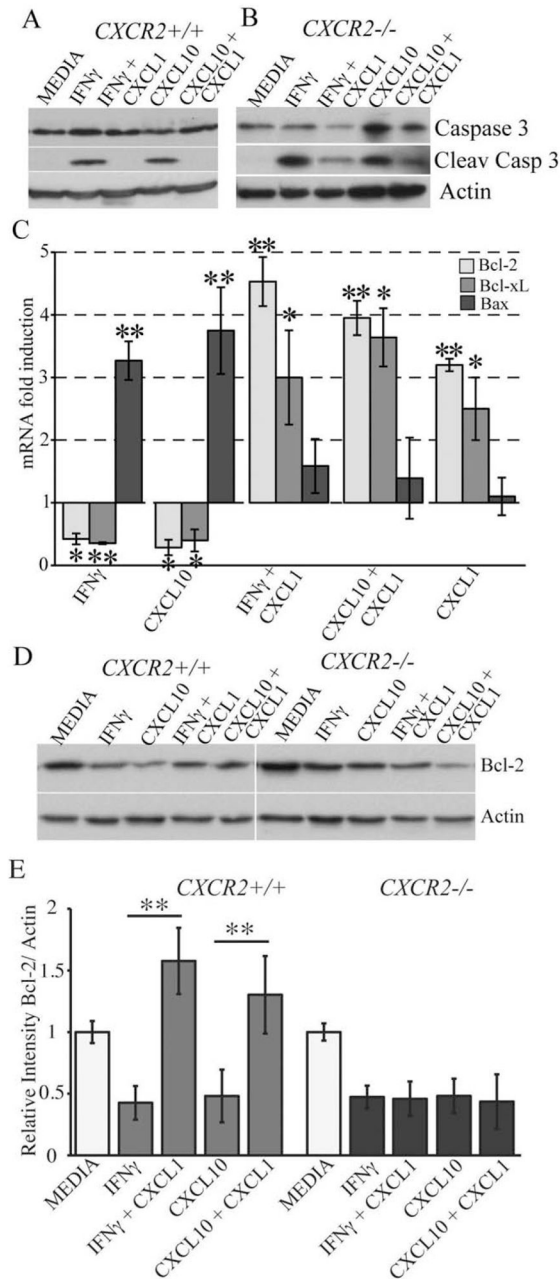 A
B
CXCR2+/+
CXCR2-/-
MEDIA
IFNγ
IFNγ +
CXCL1
CXCL10
CXCL10 +
CXCL1
MEDIA
IFNγ
IFNγ +
CXCL1
CXCL10
CXCL10 +
CXCL1
Caspase 3
Cleav Casp 3
Actin
C
mRNA fold induction
5
4
3
2
1
0
Bcl-2
Bcl-xL
Bax
**
**
**
*
**
*
**
*
* **
* *
IFNγ
CXCL10
IFNγ +
CXCL1
CXCL10 +
CXCL1
CXCL1
D
CXCR2+/+
CXCR2-/-
MEDIA
IFNγ
CXCL10
IFNγ +
CXCL1
CXCL10 +
CXCL1
MEDIA
IFNγ
CXCL10
IFNγ +
CXCL1
CXCL10 +
CXCL1
Bcl-2
Actin
E
CXCR2+/+
CXCR2-/-
Relative Intensity Bcl-2/ Actin
2
1.5
1
0.5
0
**
**
MEDIA
IFNγ
IFNγ + CXCL1
CXCL10
CXCL10 + CXCL1
MEDIA
IFNγ
IFNγ + CXCL1
CXCL10
CXCL10 + CXCL1